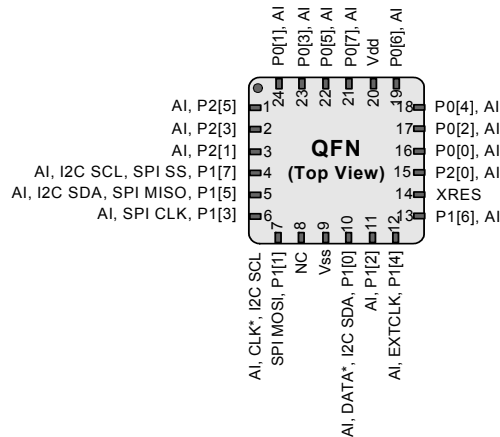 P0[1], AI
P0[3], AI
P0[5], AI
P0[7], AI
Vdd
P0[6], AI
24
23
22
21
20
19
AI, P2[5] 1
AI, P2[3] 2
AI, P2[1] 3
AI, I2C SCL, SPI SS, P1[7] 4
AI, I2C SDA, SPI MISO, P1[5] 5
AI, SPI CLK, P1[3] 6
QFN
(Top View)
18 P0[4], AI
17 P0[2], AI
16 P0[0], AI
15 P2[0], AI
14 XRES
13 P1[6], AI
7
8
9
10
11
12
AI, CLK*, I2C SCL
SPI MOSI, P1[1]
NC
Vss
AI, DATA*, I2C SDA, P1[0]
AI, P1[2]
AI, EXTCLK, P1[4]